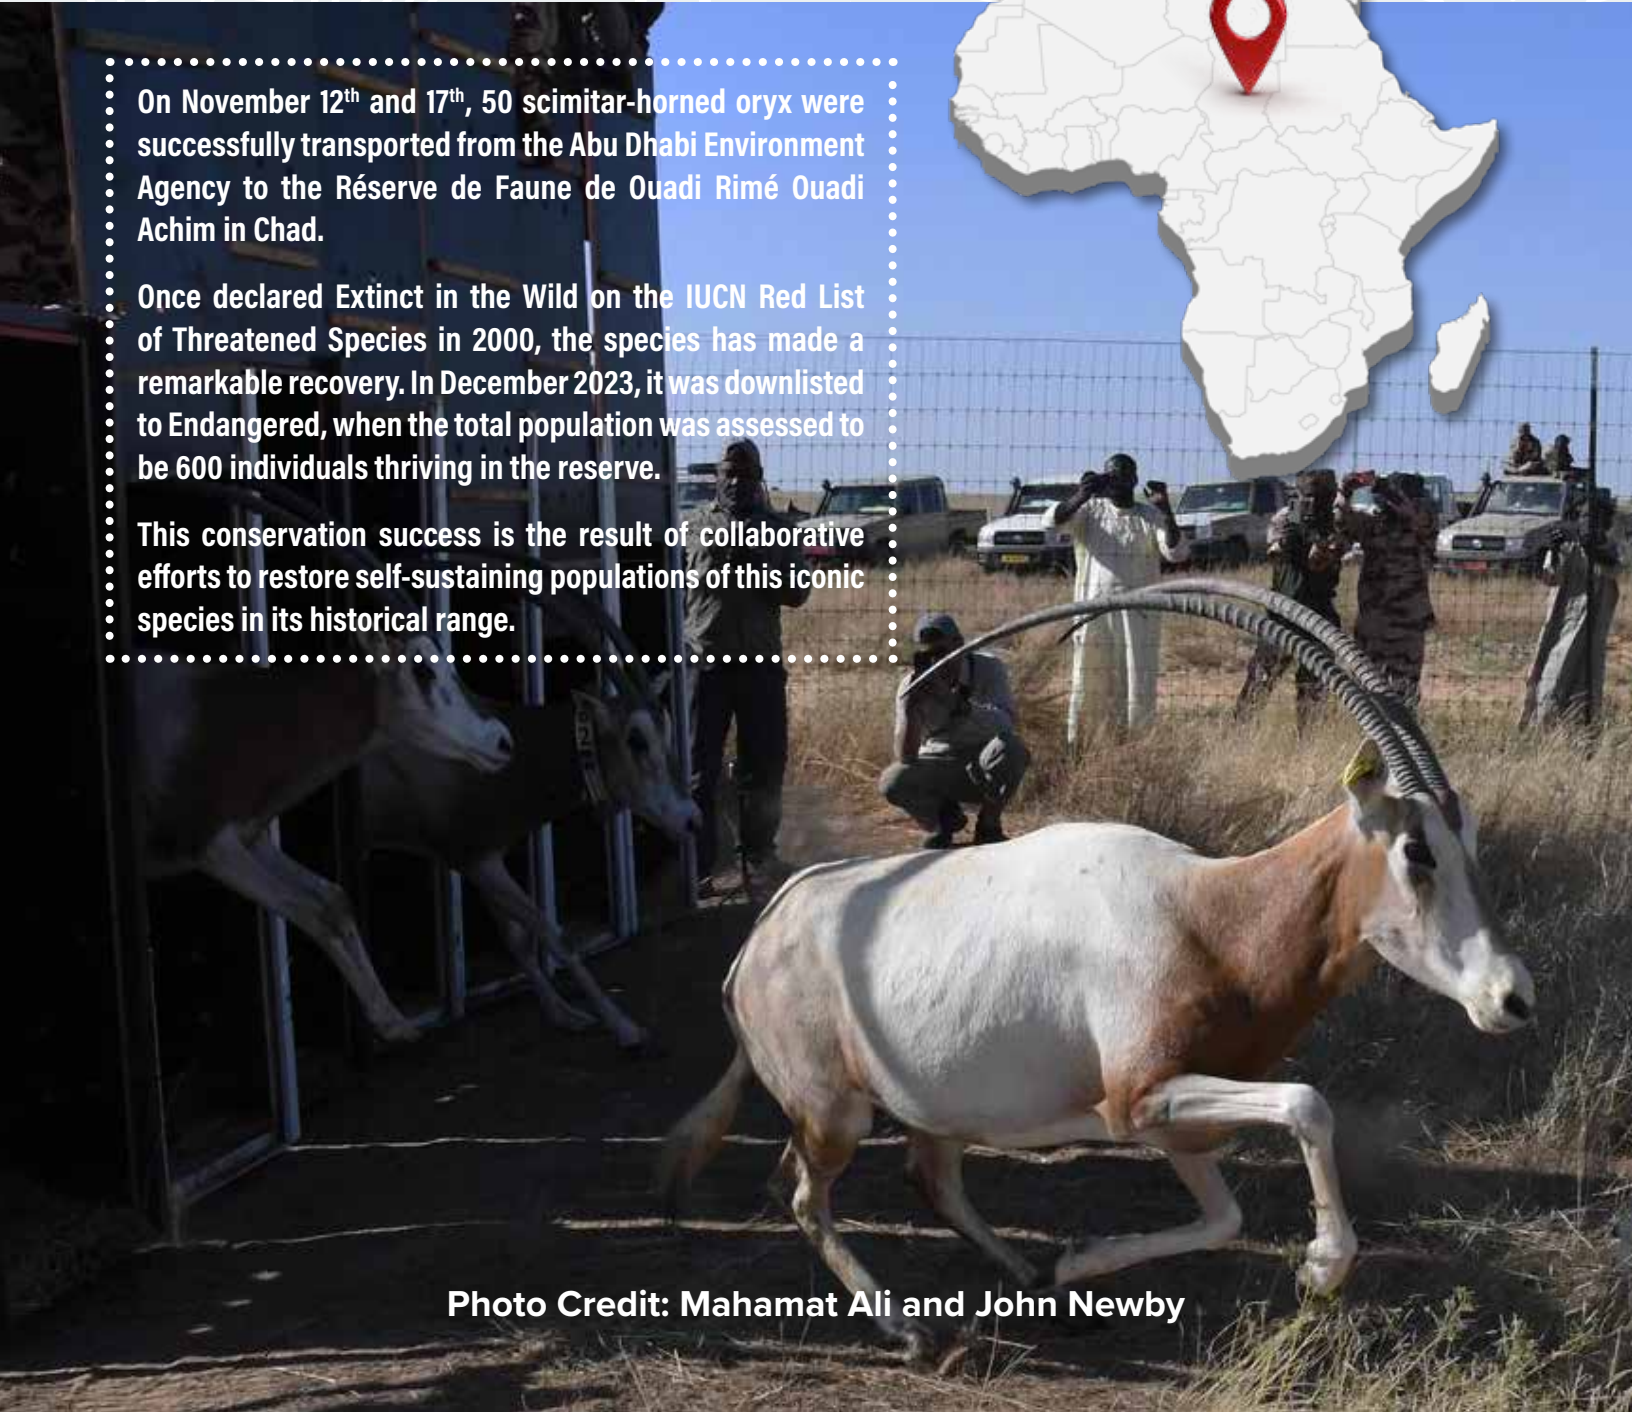 On November 12th and 17th, 50 scimitar-horned oryx were
successfully transported from the Abu Dhabi Environment
Agency to the Réserve de Faune de Ouadi Rimé Ouadi
Achim in Chad.
Once declared Extinct in the Wild on the IUCN Red List
of Threatened Species in 2000, the species has made a
remarkable recovery. In December 2023, it was downlisted
to Endangered, when the total population was assessed to
be 600 individuals thriving in the reserve.
This conservation success is the result of collaborative
efforts to restore self-sustaining populations of this iconic
species in its historical range.
Photo Credit: Mahamat Ali and John Newby